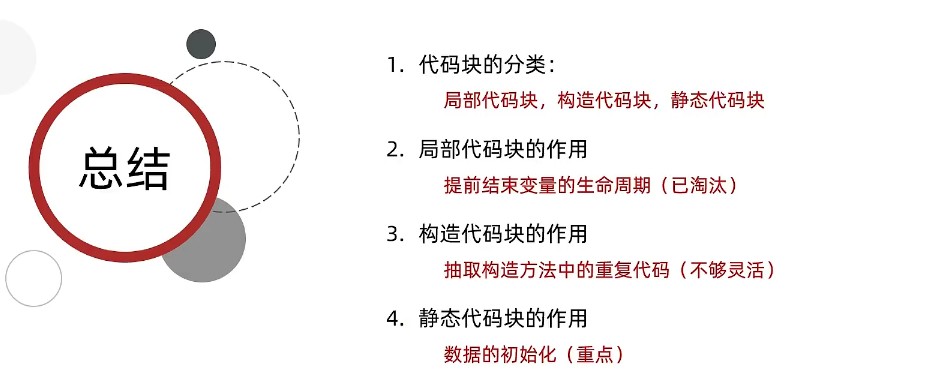 总结
1. 代码块的分类：
局部代码块，构造代码块，静态代码块
2. 局部代码块的作用
提前结束变量的生命周期（已淘汰）
3. 构造代码块的作用
抽取构造方法中的重复代码（不够灵活）
4. 静态代码块的作用
数据的初始化（重点）